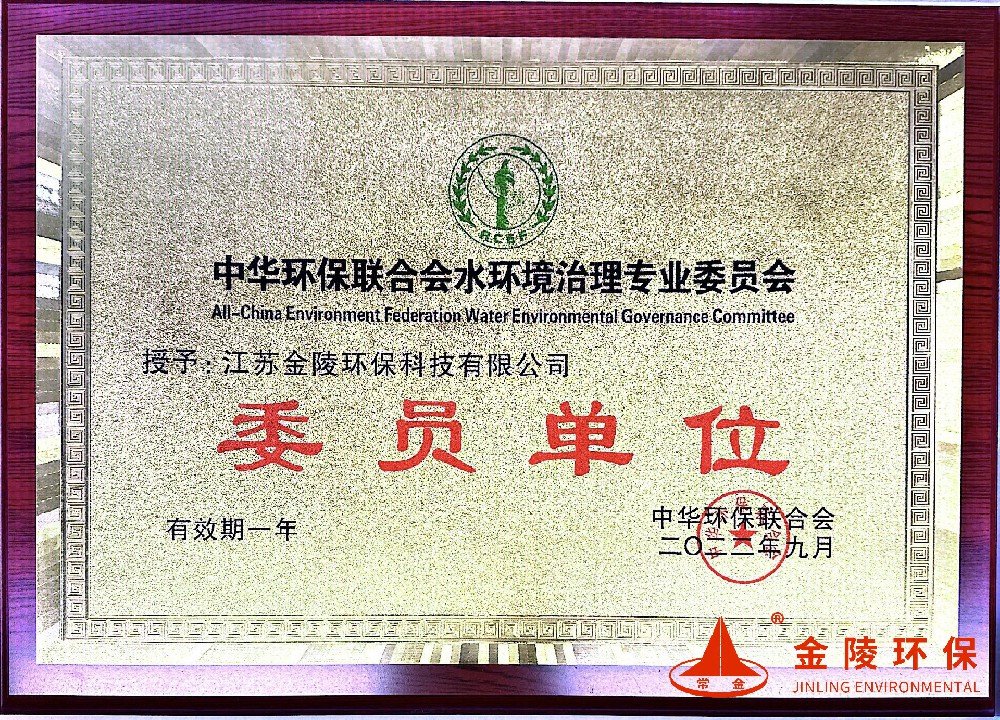 ACEF
中华环保联合会水环境治理专业委员会
All-China Environment Federation Water Environmental Governance Committee
授予：江苏金陵环保科技有限公司
委员单位
有效期一年
中华环保联合会
二〇二二年九月
®
金陵环保
常 金
JINLING ENVIRONMENTAL